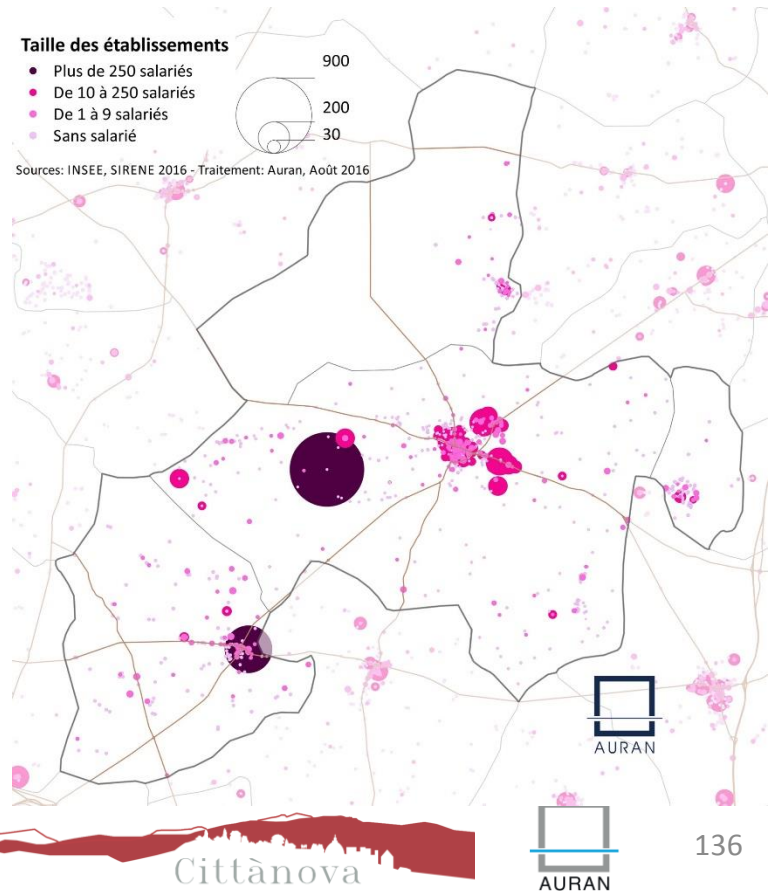 Taille des établissements
Plus de 250 salariés
De 10 à 250 salariés
De 1 à 9 salariés
Sans salarié
900
200
30
Sources: INSEE, SIRENE 2016 - Traitement: Auran, Août 2016
AURAN
Cittànova
AURAN
136